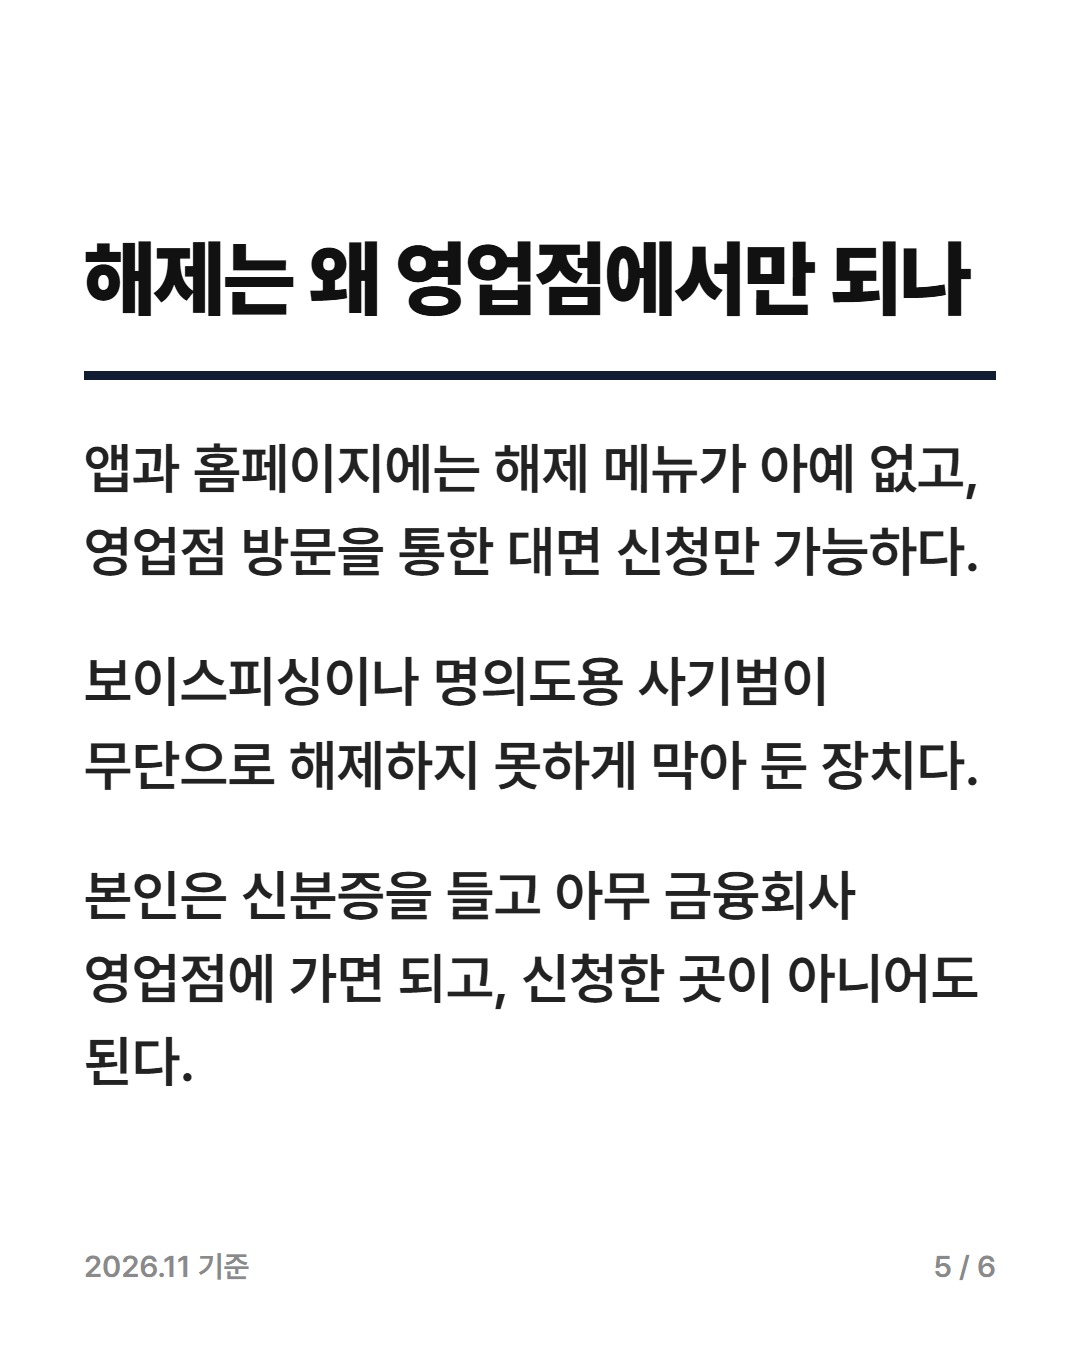 해제는 왜 영업점에서만 되나
앱과 홈페이지에는 해제 메뉴가 아예 없고,
영업점 방문을 통한 대면 신청만 가능하다.
보이스피싱이나 명의도용 사기범이
무단으로 해제하지 못하게 막아 둔 장치다.
본인은 신분증을 들고 아무 금융회사
영업점에 가면 되고, 신청한 곳이 아니어도
된다.
2026.11 기준
5 / 6